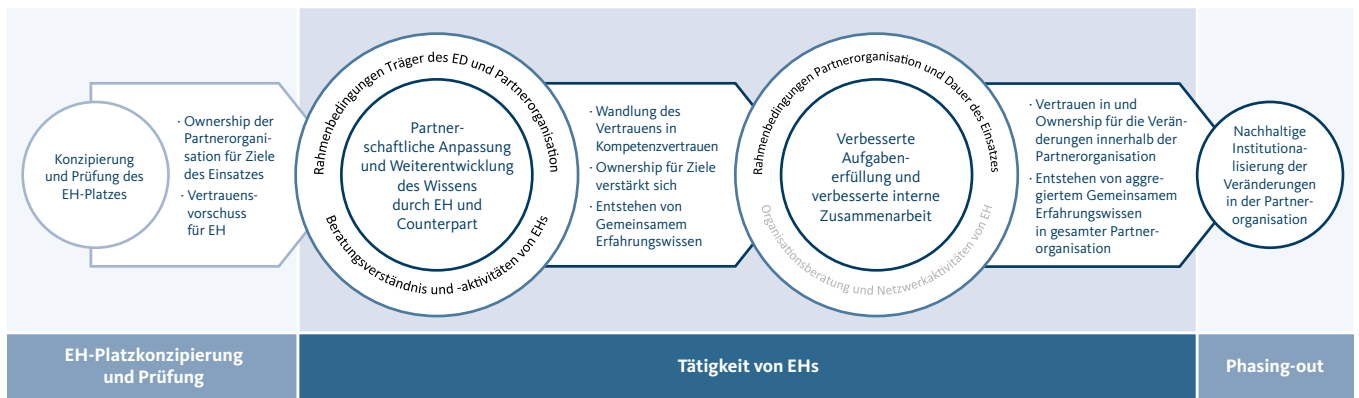 Konzipierung
und Prüfung des
EH-Platzes
· Ownership der
Partnerorgani-
sation für Ziele
des Einsatzes
· Vertrauens-
vorschuss
für EH
Rahmenbedingungen Träger des ED und Partnerorganisation
Partner-
schaftliche Anpassung
und Weiterentwicklung
des Wissens
durch EH und
Counterpart
Beratungsverständnis und -aktivitäten von EHs
· Wandlung des
Vertrauens in
Kompetenzvertrauen
· Ownership für Ziele
verstärkt sich
· Entstehen von
Gemeinsamem
Erfahrungswissen
Rahmenbedingungen Partnerorganisation und Dauer des Einsatzes
Verbesserte
Aufgaben-
erfüllung und
verbesserte interne
Zusammenarbeit
Organisationsberatung und Netzwerkaktivitäten von EH
· Vertrauen in und
Ownership für die Verän-
derungen innerhalb der
Partnerorganisation
· Entstehen von aggre-
giertem Gemeinsamem
Erfahrungswissen
in gesamter Partner-
organisation
Nachhaltige
Institutiona-
lisierung der
Veränderungen
in der Partner-
organisation
EH-Platzkonzipierung
und Prüfung
Tätigkeit von EHs
Phasing-out